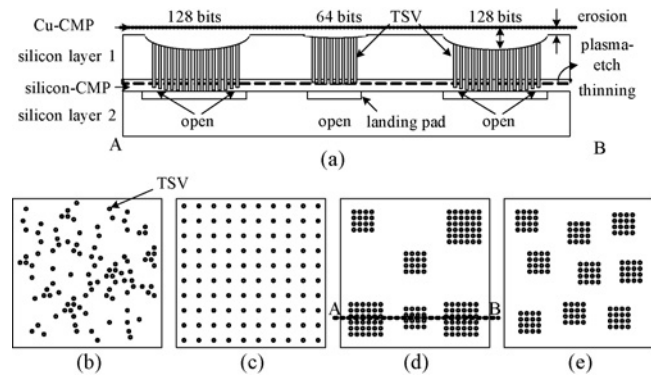 Cu-CMP
128 bits
64 bits
128 bits
erosion
TSV
silicon layer 1
plasma-
etch
silicon-CMP
thinning
silicon layer 2
open
open
open
landing pad
A
B
(a)
TSV
A
B
(b)
(c)
(d)
(e)